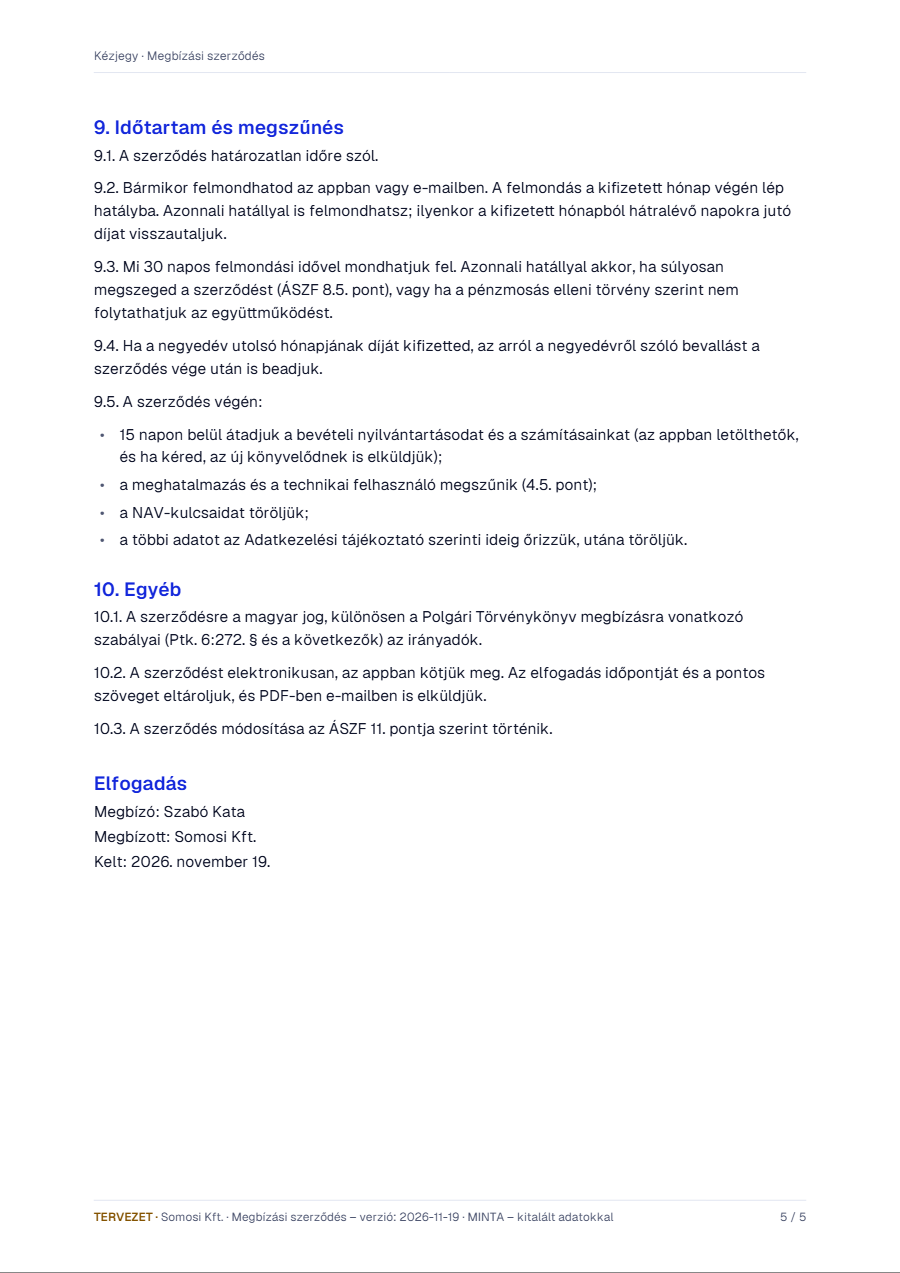 Kézjegy · Megbízási szerződés
9. Időtartam és megszűnés
9.1. A szerződés határozatlan időre szól.
9.2. Bármikor felmondhatod az appban vagy e-mailben. A felmondás a kifizetett hónap végén lép
hatályba. Azonnali hatállyal is felmondhatsz; ilyenkor a kifizetett hónapból hátralévő napokra jutó
díjat visszautaljuk.
9.3. Mi 30 napos felmondási idővel mondhatjuk fel. Azonnali hatállyal akkor, ha súlyosan
megszeged a szerződést (ÁSZF 8.5. pont), vagy ha a pénzmosás elleni törvény szerint nem
folytathatjuk az együttműködést.
9.4. Ha a negyedév utolsó hónapjának díját kifizetted, az arról a negyedévről szóló bevallást a
szerződés vége után is beadjuk.
9.5. A szerződés végén:
• 15 napon belül átadjuk a bevételi nyilvántartásodat és a számításainkat (az appban letölthetők,
és ha kéred, az új könyvelődnek is elküldjük);
• a meghatalmazás és a technikai felhasználó megszűnik (4.5. pont);
• a NAV-kulcsaidat töröljük;
• a többi adatot az Adatkezelési tájékoztató szerinti ideig őrizzük, utána töröljük.
10. Egyéb
10.1. A szerződésre a magyar jog, különösen a Polgári Törvénykönyv megbízásra vonatkozó
szabályai (Ptk. 6:272. § és a következők) az irányadók.
10.2. A szerződést elektronikusan, az appban kötjük meg. Az elfogadás időpontját és a pontos
szöveget eltároljuk, és PDF-ben e-mailben is elküldjük.
10.3. A szerződés módosítása az ÁSZF 11. pontja szerint történik.
Elfogadás
Megbízó: Szabó Kata
Megbízott: Somosi Kft.
Kelt: 2026. november 19.
TERVEZET · Somosi Kft. · Megbízási szerződés – verzió: 2026-11-19 · MINTA – kitalált adatokkal 5 / 5